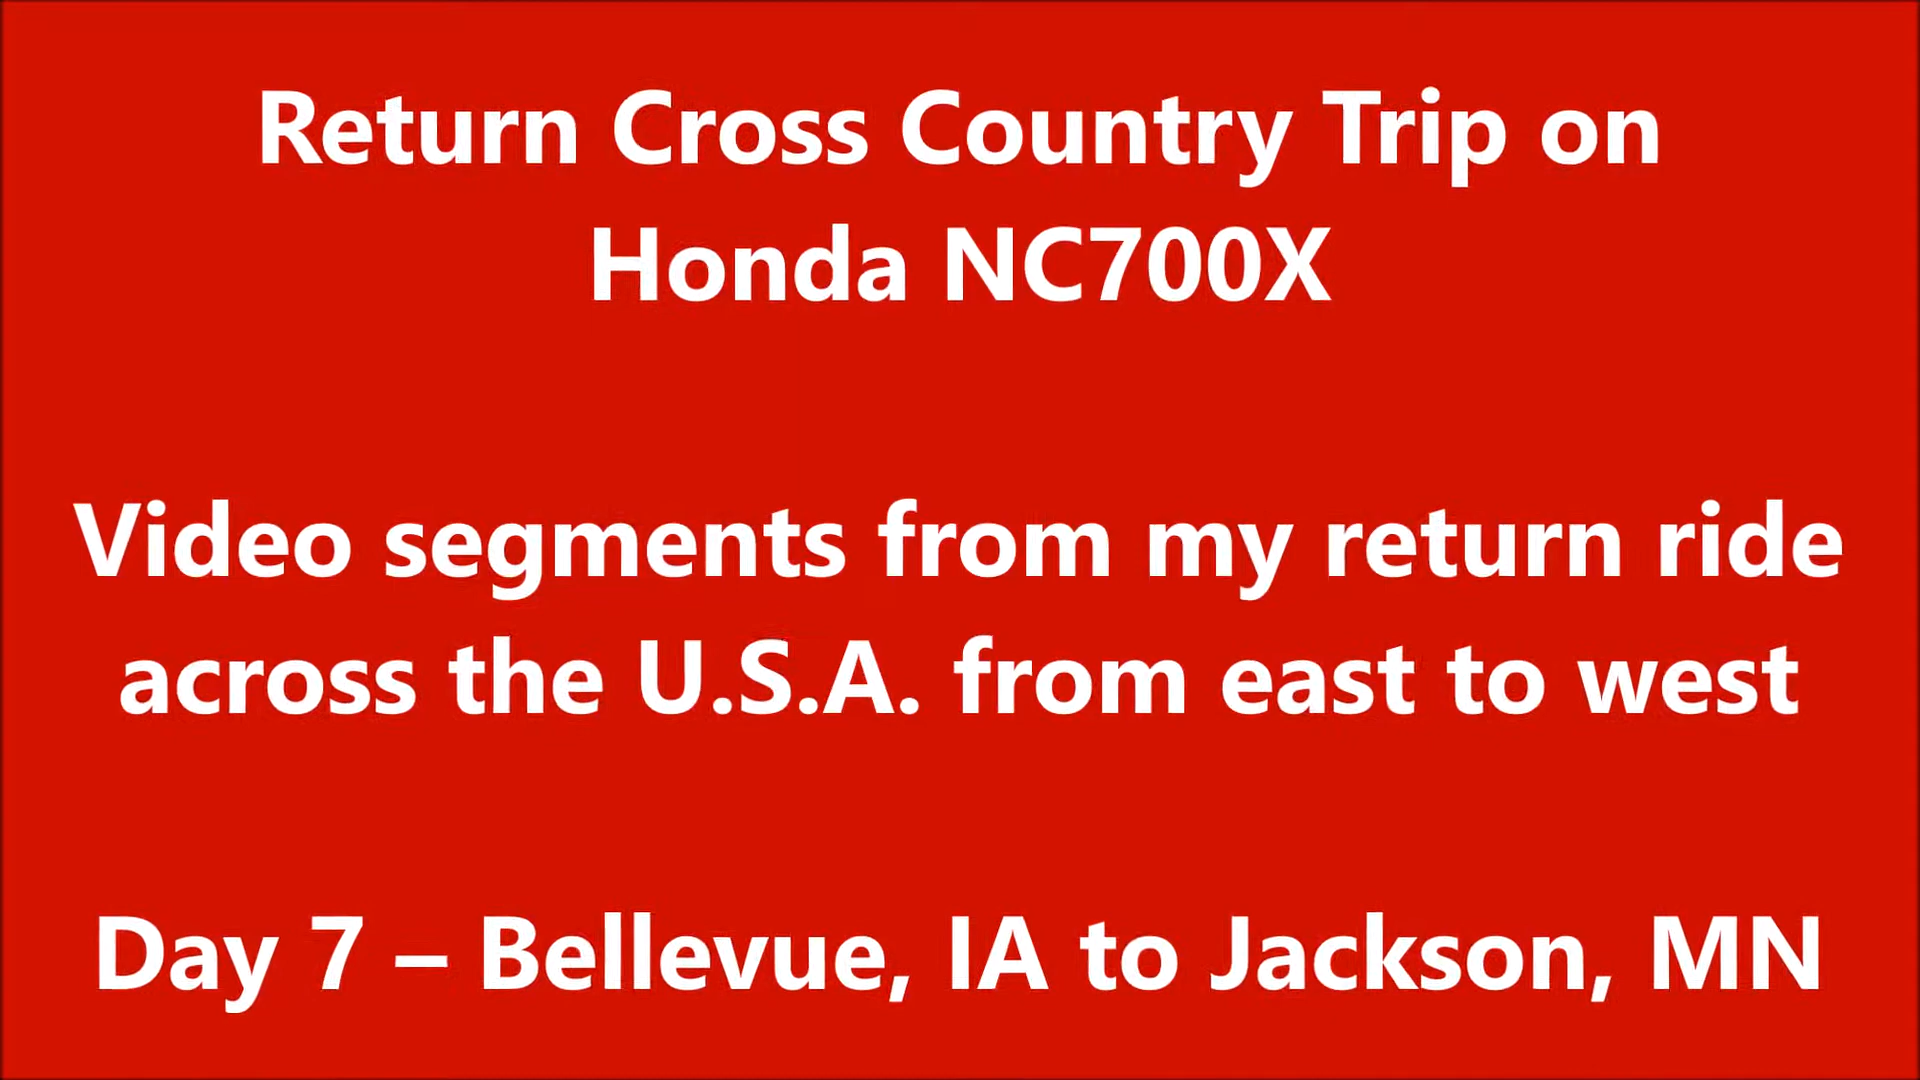 Return Cross Country Trip on
Honda NC700X
Video segments from my return ride
across the U.S.A. from east to west
Day 7 – Bellevue, IA to Jackson, MN